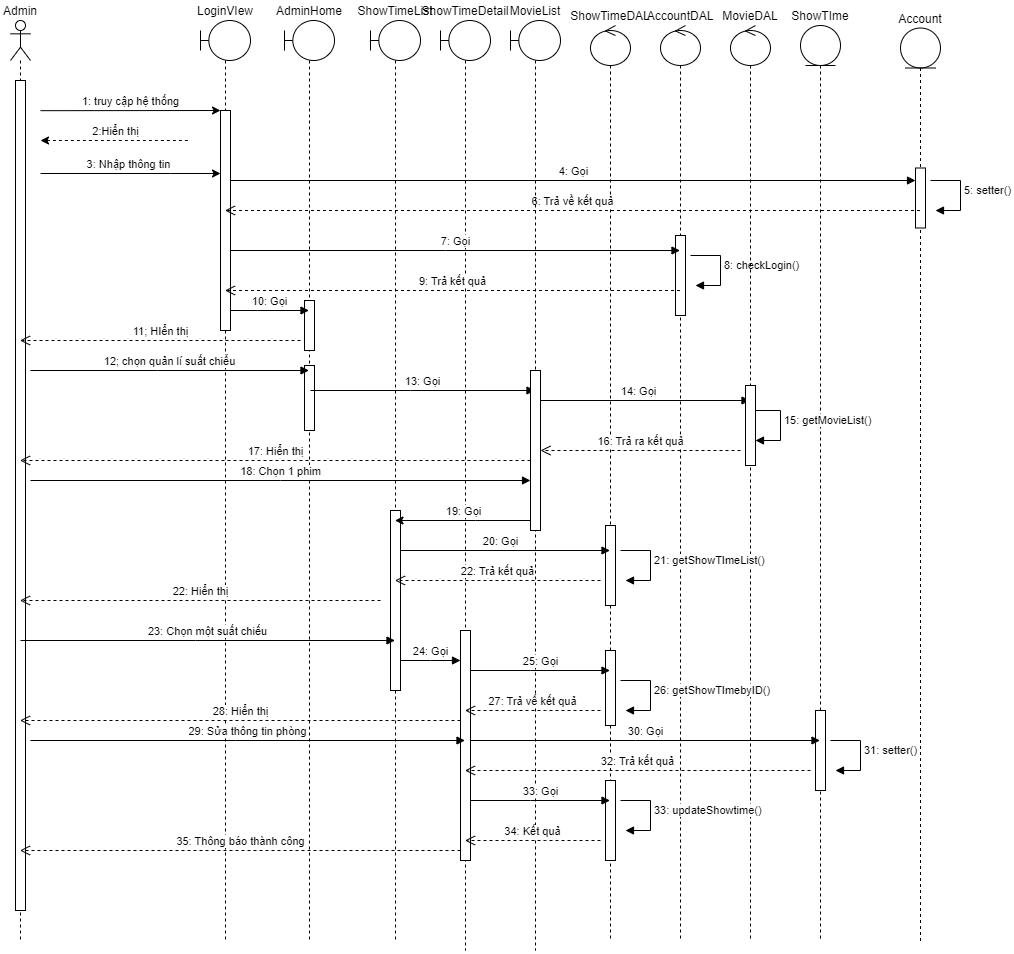 Admin
LoginVIew
AdminHome
ShowTimeList
ShowTimeDetail
MovieList
ShowTimeDAL
AccountDAL
MovieDAL
ShowTIme
Account
1: truy cập hệ thống
2:Hiển thị
3: Nhập thông tin
4: Gọi
5: setter()
6: Trả về kết quả
7: Gọi
8: checkLogin()
9: Trả kết quả
10: Gọi
11; HIển thị
12; chọn quản lí suất chiếu
13: Gọi
14: Gọi
15: getMovieList()
16: Trả ra kết quả
17: Hiển thị
18: Chọn 1 phim
19: Gọi
20: Gọi
21: getShowTImeList()
22: Trả kết quả
22: Hiển thị
23: Chọn một suất chiếu
24: Gọi
25: Gọi
26: getShowTImebyID()
27: Trả về kết quả
28: Hiển thị
29: Sửa thông tin phòng
30: Gọi
31: setter()
32: Trả kết quả
33: Gọi
33: updateShowtime()
34: Kết quả
35: Thông báo thành công